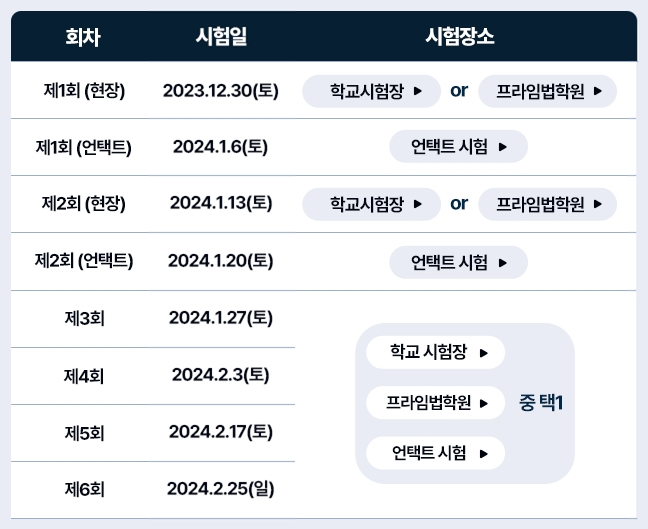 회차 시험일 시험장소
제1회 (현장) 2023.12.30(토) 학교시험장 ▶ or 프라임법학원 ▶
제1회 (언택트) 2024.1.6(토) 언택트 시험 ▶
제2회 (현장) 2024.1.13(토) 학교시험장 ▶ or 프라임법학원 ▶
제2회 (언택트) 2024.1.20(토) 언택트 시험 ▶
제3회 2024.1.27(토)
학교 시험장 ▶
제4회 2024.2.3(토)
프라임법학원 ▶ 중 택1
제5회 2024.2.17(토)
언택트 시험 ▶
제6회 2024.2.25(일)